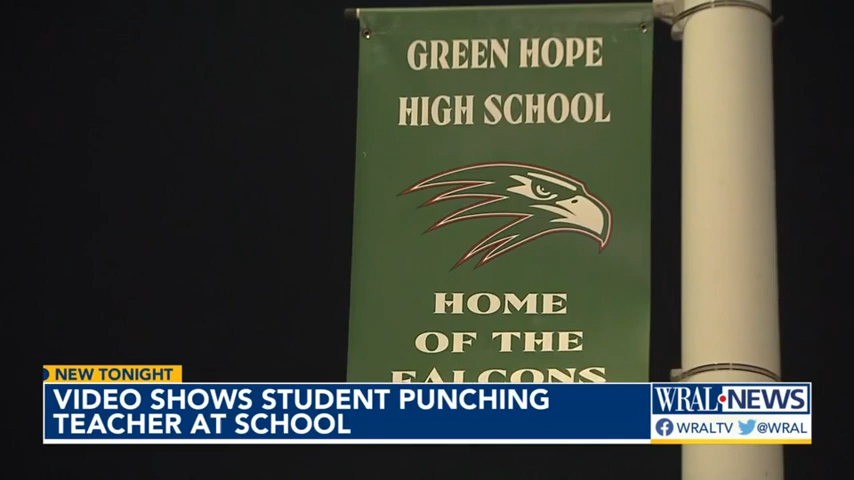 GREEN HOPE
HIGH SCHOOL
HOME
OF THE
FALCONS
NEW TONIGHT
VIDEO SHOWS STUDENT PUNCHING
TEACHER AT SCHOOL
WRAL NEWS
WRALTV @WRAL